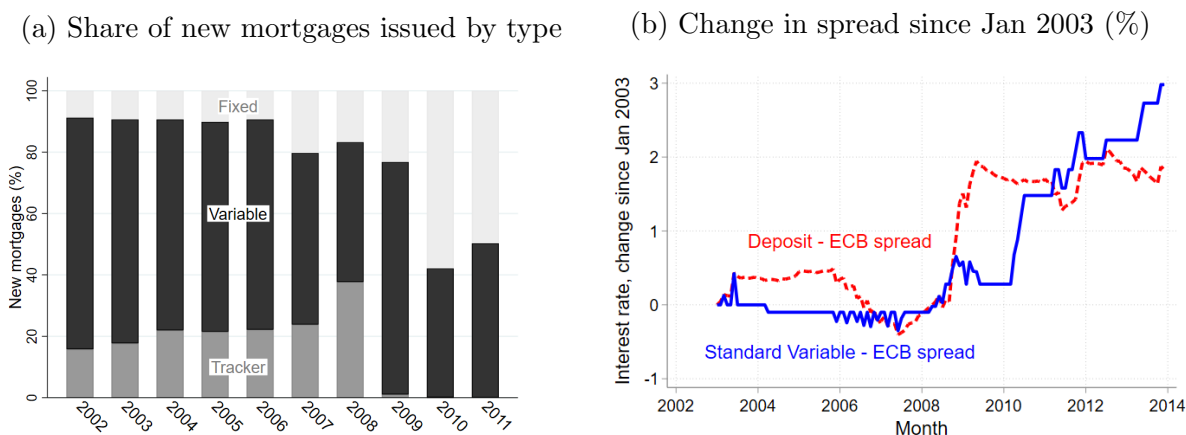 (a) Share of new mortgages issued by type
New mortgages (%)
100
80
60
40
20
0
Fixed
Variable
Tracker
2002 2003 2004 2005 2006 2007 2008 2009 2010 2011
(b) Change in spread since Jan 2003 (%)
Interest rate, change since Jan 2003
3
2
1
0
-1
Deposit - ECB spread
Standard Variable - ECB spread
2002 2004 2006 2008 2010 2012 2014
Month